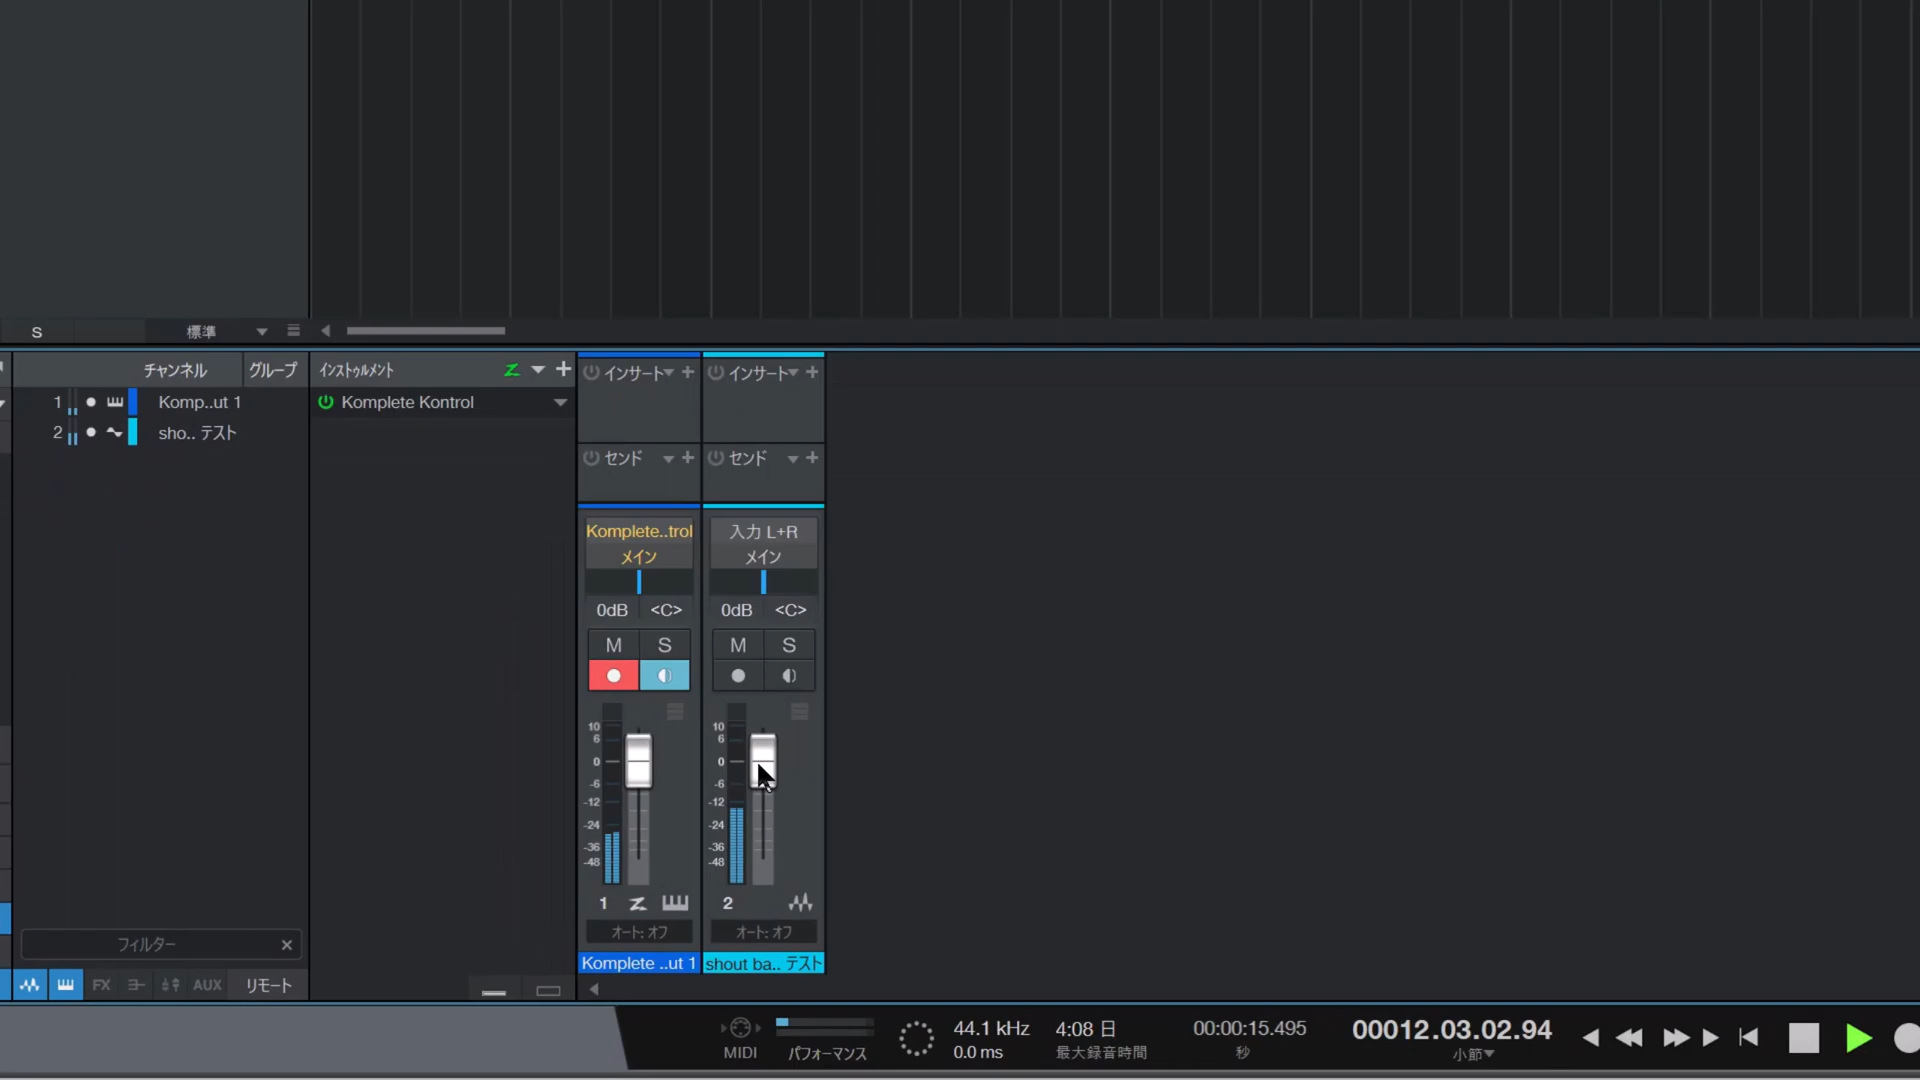 S 標準
チャンネル グループ インストゥルメント
1 Komp..ut 1
2 sho.. テスト
Komplete Kontrol
インサート インサート
センド センド
Komplete..trol 入力 L+R
メイン メイン
0dB <C> 0dB <C>
M S M S
10 10
6 6
0 0
-6 -6
-12 -12
-24 -24
-36 -36
-48 -48
1 2
オート: オフ オート: オフ
フィルター
Komplete ..ut 1 shout ba.. テスト
FX AUX リモート
44.1 kHz 4:08 日 00:00:15.495 00012.03.02.94
MIDI パフォーマンス 0.0 ms 最大録音時間 秒 小節